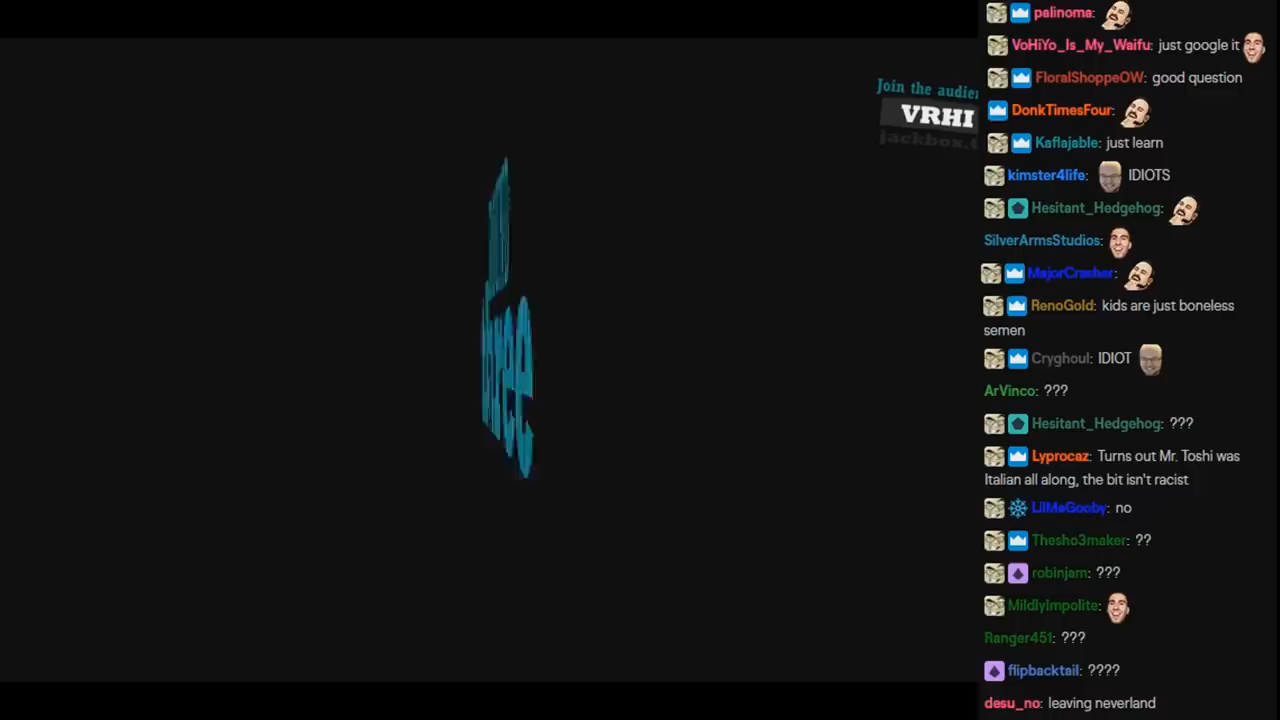 Join the audien
VRHI
jackbox.c
three
palinoma:
VoHiYo_Is_My_Waifu: just google it
FloralShoppeOW: good question
DonkTimesFour:
Kaflajable: just learn
kimster4life: IDIOTS
Hesitant_Hedgehog:
SilverArmsStudios:
MajorCrasher:
RenoGold: kids are just boneless
semen
Cryghoul: IDIOT
ArVinco: ???
Hesitant_Hedgehog: ???
Lyprocaz: Turns out Mr. Toshi was
Italian all along, the bit isn't racist
LilMeGooby: no
Thesho3maker: ??
robinjam: ???
MildlyImpolite:
Ranger451: ???
flipbacktail: ????
desu_no: leaving neverland